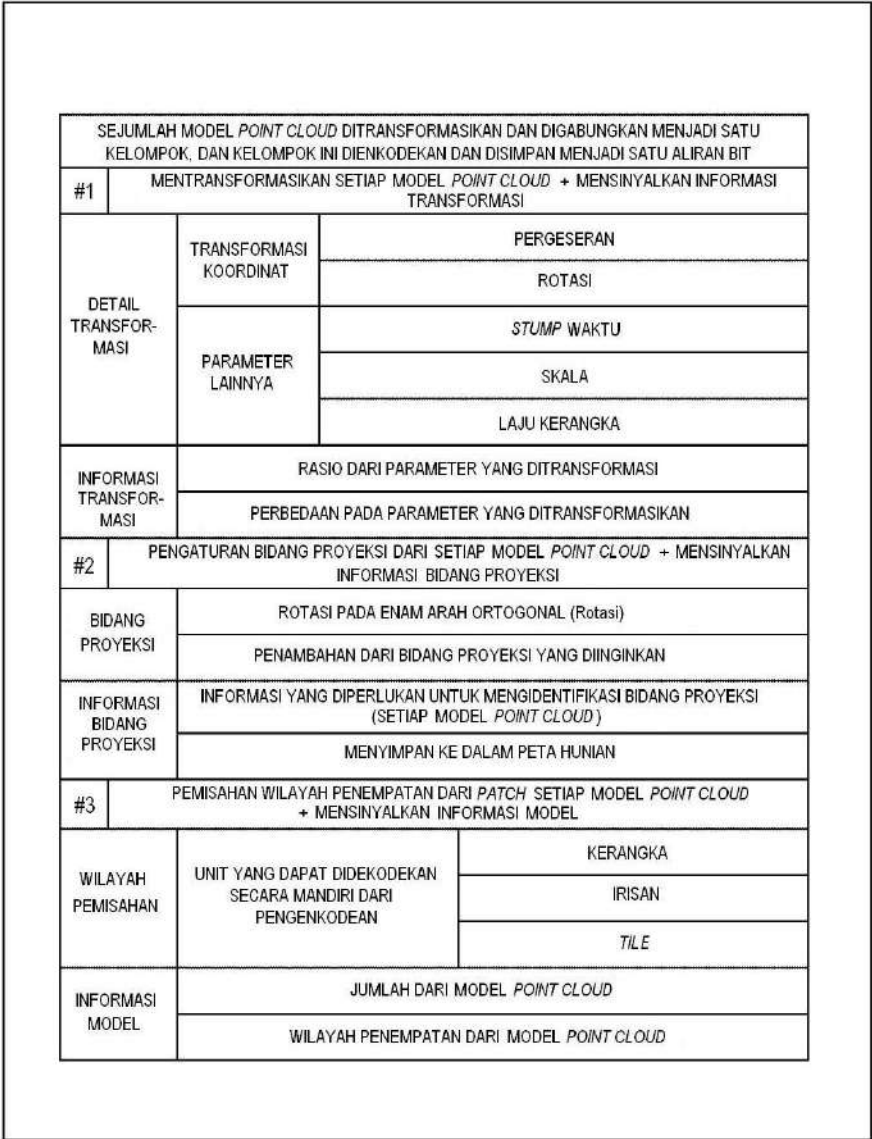 SEJUMLAH MODEL POINT CLOUD DITRANSFORMASIKAN DAN DIGABUNGKAN MENJADI SATU
KELOMPOK, DAN KELOMPOK INI DIENKODEKAN DAN DISIMPAN MENJADI SATU ALIRAN BIT
#1
MENTRANSFORMASIKAN SETIAP MODEL POINT CLOUD + MENSINYALKAN INFORMASI
TRANSFORMASI
DETAIL
TRANSFOR-
MASI
TRANSFORMASI
KOORDINAT
PERGESERAN
ROTASI
PARAMETER
LAINNYA
STUMP WAKTU
SKALA
LAJU KERANGKA
INFORMASI
TRANSFOR-
MASI
RASIO DARI PARAMETER YANG DITRANSFORMASI
PERBEDAAN PADA PARAMETER YANG DITRANSFORMASIKAN
#2
PENGATURAN BIDANG PROYEKSI DARI SETIAP MODEL POINT CLOUD + MENSINYALKAN
INFORMASI BIDANG PROYEKSI
BIDANG
PROYEKSI
ROTASI PADA ENAM ARAH ORTOGONAL (Rotasi)
PENAMBAHAN DARI BIDANG PROYEKSI YANG DIINGINKAN
INFORMASI
BIDANG
PROYEKSI
INFORMASI YANG DIPERLUKAN UNTUK MENGIDENTIFIKASI BIDANG PROYEKSI
(SETIAP MODEL POINT CLOUD)
MENYIMPAN KE DALAM PETA HUNIAN
#3
PEMISAHAN WILAYAH PENEMPATAN DARI PATCH SETIAP MODEL POINT CLOUD
+ MENSINYALKAN INFORMASI MODEL
WILAYAH
PEMISAHAN
UNIT YANG DAPAT DIDEKODEKAN
SECARA MANDIRI DARI
PENGENKODEAN
KERANGKA
IRISAN
TILE
INFORMASI
MODEL
JUMLAH DARI MODEL POINT CLOUD
WILAYAH PENEMPATAN DARI MODEL POINT CLOUD